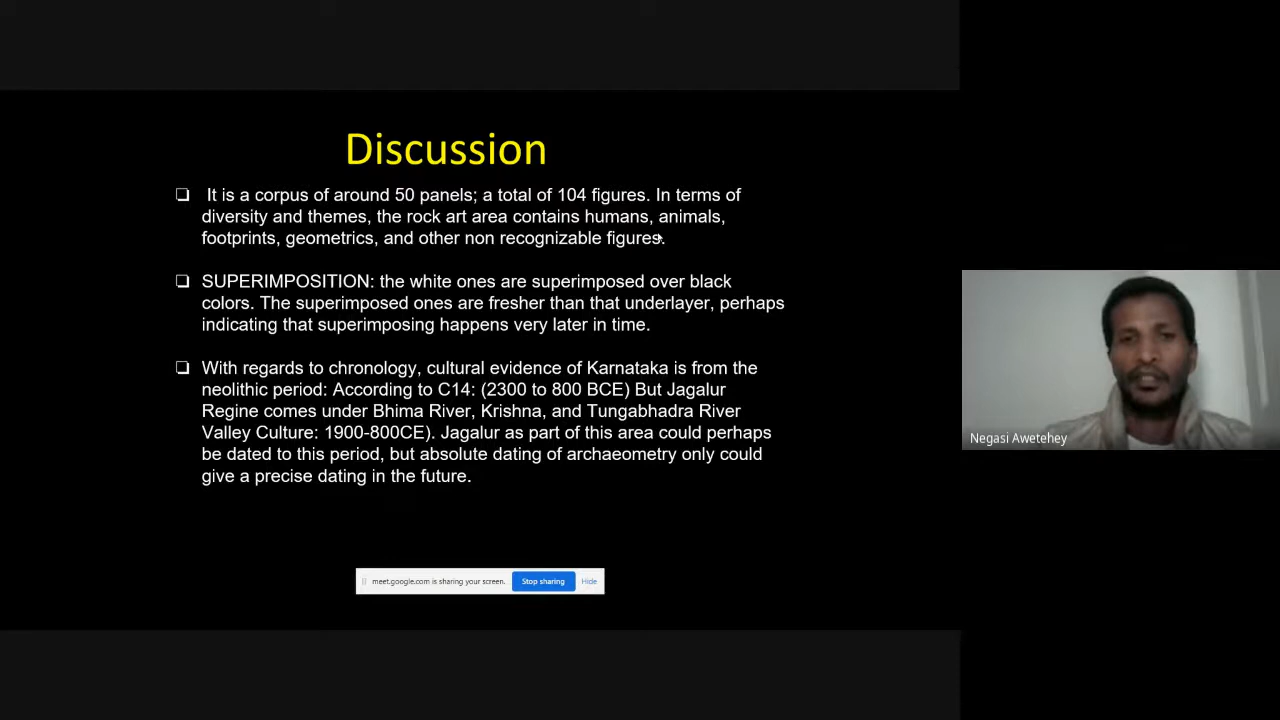 Discussion
❑ It is a corpus of around 50 panels; a total of 104 figures. In terms of
diversity and themes, the rock art area contains humans, animals,
footprints, geometrics, and other non recognizable figures.
❑ SUPERIMPOSITION: the white ones are superimposed over black
colors. The superimposed ones are fresher than that underlayer, perhaps
indicating that superimposing happens very later in time.
❑ With regards to chronology, cultural evidence of Karnataka is from the
neolithic period: According to C14: (2300 to 800 BCE) But Jagalur
Regine comes under Bhima River, Krishna, and Tungabhadra River
Valley Culture: 1900-800CE). Jagalur as part of this area could perhaps
be dated to this period, but absolute dating of archaeometry only could
give a precise dating in the future.
meet.google.com is sharing your screen. Stop sharing Hide
Negasi Awetehey